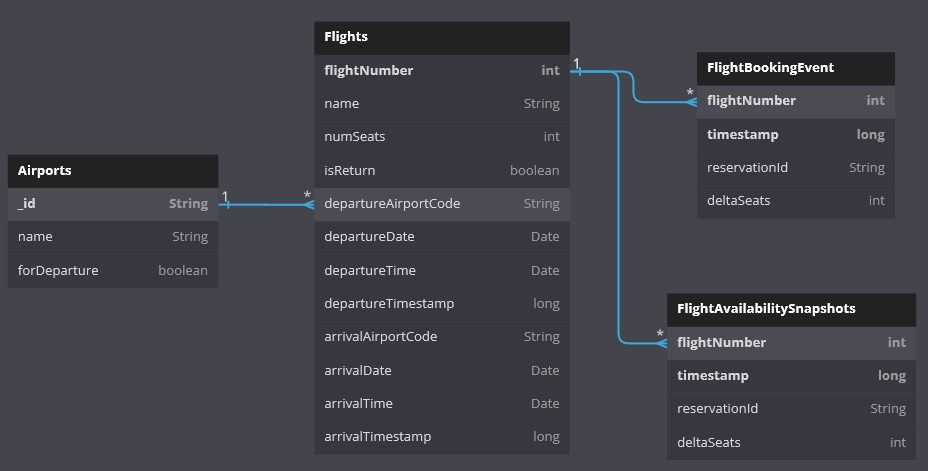 Airports
_id String
name String
forDeparture boolean
1 *
Flights
flightNumber int
name String
numSeats int
isReturn boolean
departureAirportCode String
departureDate Date
departureTime Date
departureTimestamp long
arrivalAirportCode String
arrivalDate Date
arrivalTime Date
arrivalTimestamp long
1 *
FlightBookingEvent
flightNumber int
timestamp long
reservationId String
deltaSeats int
*
FlightAvailabilitySnapshots
flightNumber int
timestamp long
reservationId String
deltaSeats int